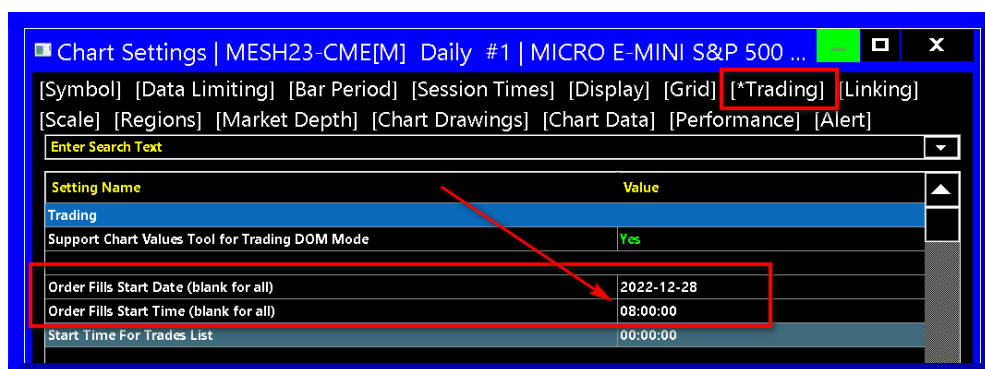 Chart Settings | MESH23-CME[M] Daily #1 | MICRO E-MINI S&P 500 ...
[Symbol] [Data Limiting] [Bar Period] [Session Times] [Display] [Grid] [*Trading] [Linking]
[Scale] [Regions] [Market Depth] [Chart Drawings] [Chart Data] [Performance] [Alert]
Enter Search Text
Setting Name Value
Trading
Support Chart Values Tool for Trading DOM Mode Yes
Order Fills Start Date (blank for all) 2022-12-28
Order Fills Start Time (blank for all) 08:00:00
Start Time For Trades List 00:00:00